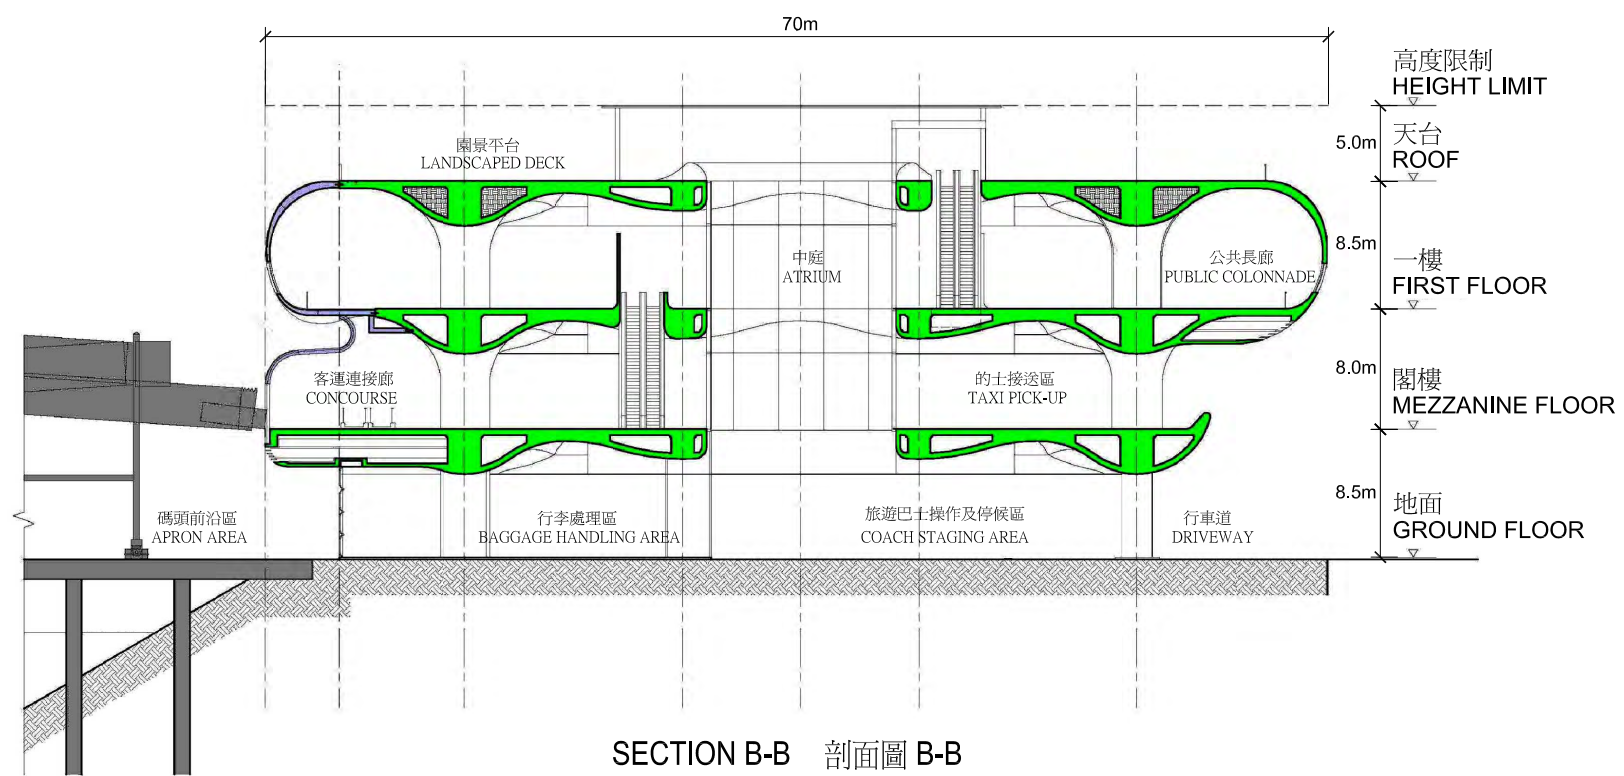 70m
高度限制
HEIGHT LIMIT
5.0m
天台
ROOF
園景平台
LANDSCAPED DECK
8.5m
一樓
FIRST FLOOR
中庭
ATRIUM
公共長廊
PUBLIC COLONNADE
8.0m
閣樓
MEZZANINE FLOOR
客運連接廊
CONCOURSE
的士接送區
TAXI PICK-UP
8.5m
地面
GROUND FLOOR
碼頭前沿區
APRON AREA
行李處理區
BAGGAGE HANDLING AREA
旅遊巴士操作及停候區
COACH STAGING AREA
行車道
DRIVEWAY
SECTION B-B 剖面圖 B-B